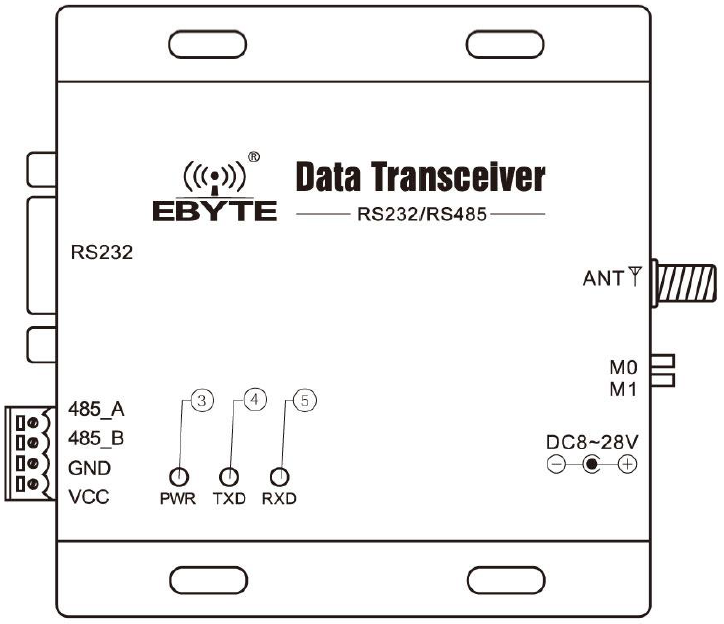 ®
EBYTE
Data Transceiver
RS232/RS485
RS232
ANT
M0
M1
485_A
485_B
GND
VCC
③ ④ ⑤
PWR TXD RXD
DC8~28V